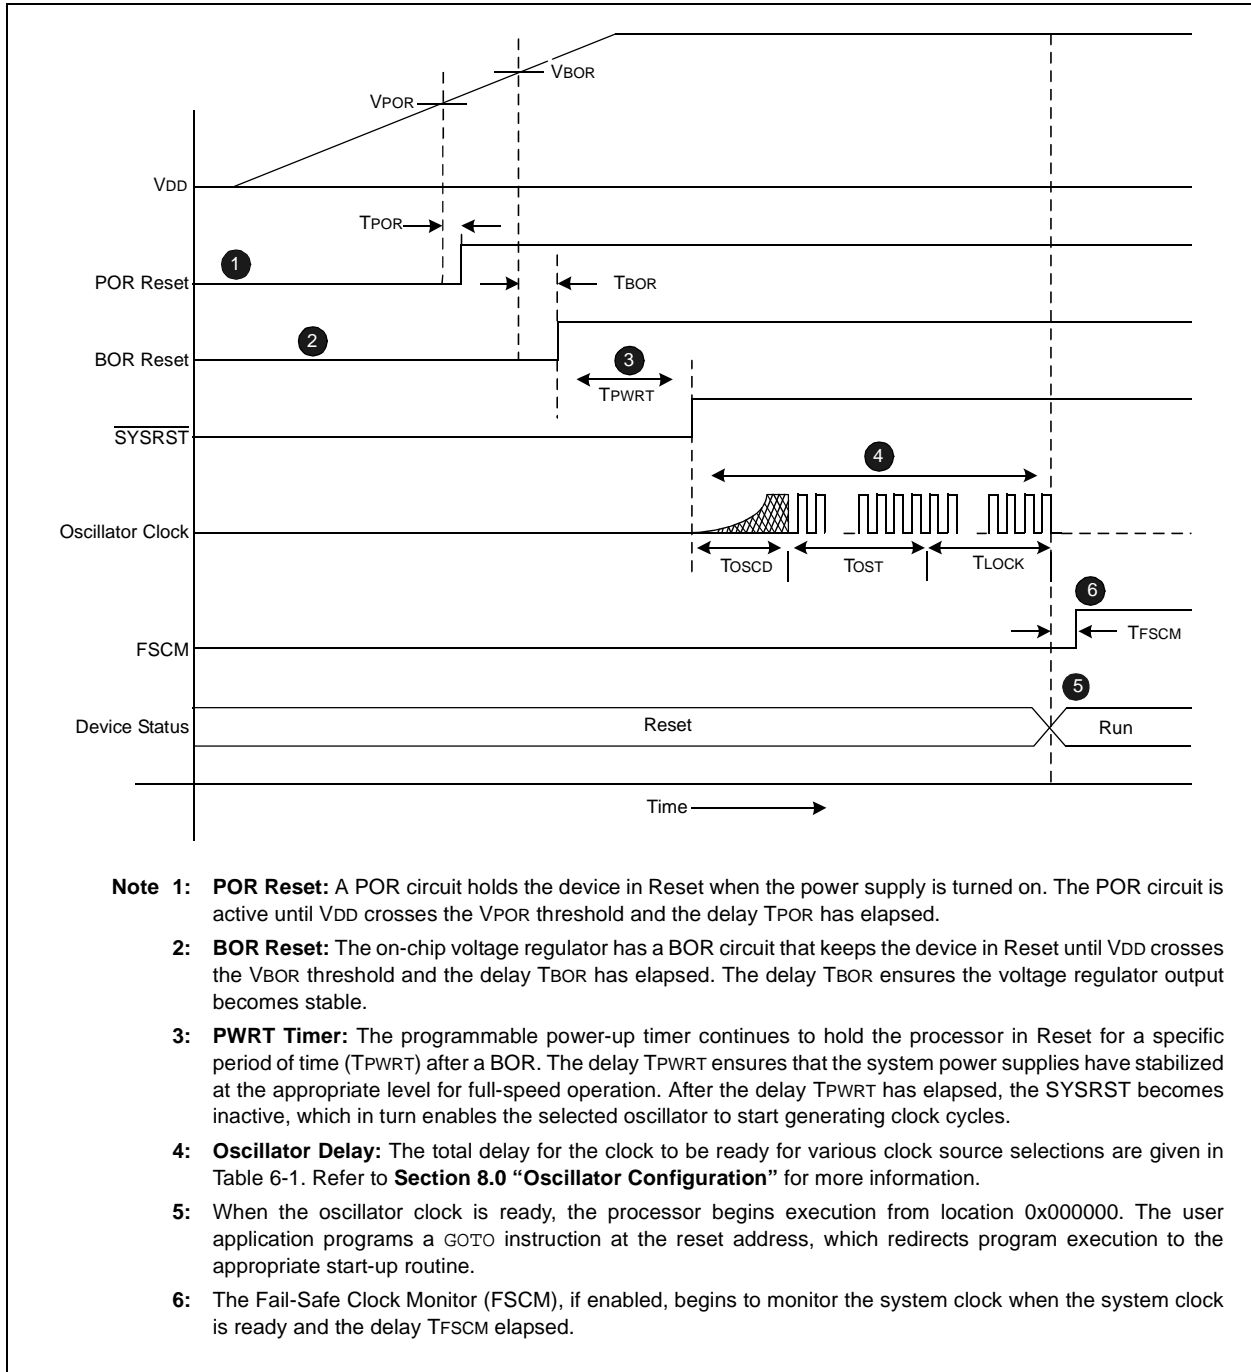 VBOR
VPOR
VDD
TPOR
1
POR Reset
TBOR
2
3
BOR Reset
TPWRT
SYSRST
4
Oscillator Clock
TOSCD TOST TLOCK
6
TFSCM
FSCM
5
Device Status Reset Run
Time
Note 1: POR Reset: A POR circuit holds the device in Reset when the power supply is turned on. The POR circuit is
active until VDD crosses the VPOR threshold and the delay TPOR has elapsed.
2: BOR Reset: The on-chip voltage regulator has a BOR circuit that keeps the device in Reset until VDD crosses
the VBOR threshold and the delay TBOR has elapsed. The delay TBOR ensures the voltage regulator output
becomes stable.
3: PWRT Timer: The programmable power-up timer continues to hold the processor in Reset for a specific
period of time (TPWRT) after a BOR. The delay TPWRT ensures that the system power supplies have stabilized
at the appropriate level for full-speed operation. After the delay TPWRT has elapsed, the SYSRST becomes
inactive, which in turn enables the selected oscillator to start generating clock cycles.
4: Oscillator Delay: The total delay for the clock to be ready for various clock source selections are given in
Table 6-1. Refer to Section 8.0 “Oscillator Configuration” for more information.
5: When the oscillator clock is ready, the processor begins execution from location 0x000000. The user
application programs a GOTO instruction at the reset address, which redirects program execution to the
appropriate start-up routine.
6: The Fail-Safe Clock Monitor (FSCM), if enabled, begins to monitor the system clock when the system clock
is ready and the delay TFSCM elapsed.